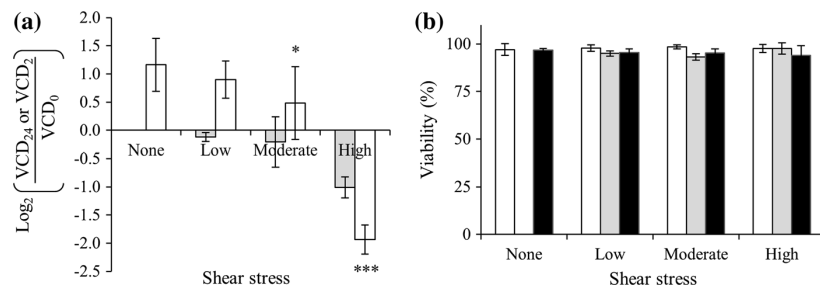 (a)
Log2 ( VCD24 or VCD2 / VCD0 )
2.0
1.5
1.0
0.5
0.0
-0.5
-1.0
-1.5
-2.0
-2.5
None
Low
Moderate
High
*
***
Shear stress
(b)
Viability (%)
100
75
50
25
0
None
Low
Moderate
High
Shear stress